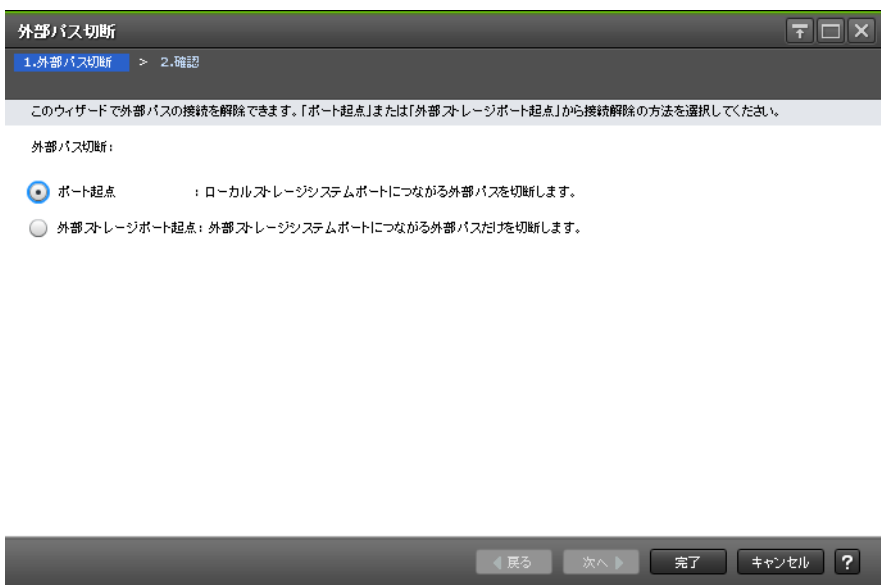 外部パス切断
1.外部パス切断 > 2.確認
このウィザードで外部パスの接続を解除できます。「ポート起点」または「外部ストレージポート起点」から接続解除の方法を選択してください。
外部パス切断:
ポート起点 : ローカルストレージシステムポートにつながる外部パスを切断します。
外部ストレージポート起点 : 外部ストレージシステムポートにつながる外部パスだけを切断します。
戻る 次へ 完了 キャンセル ?